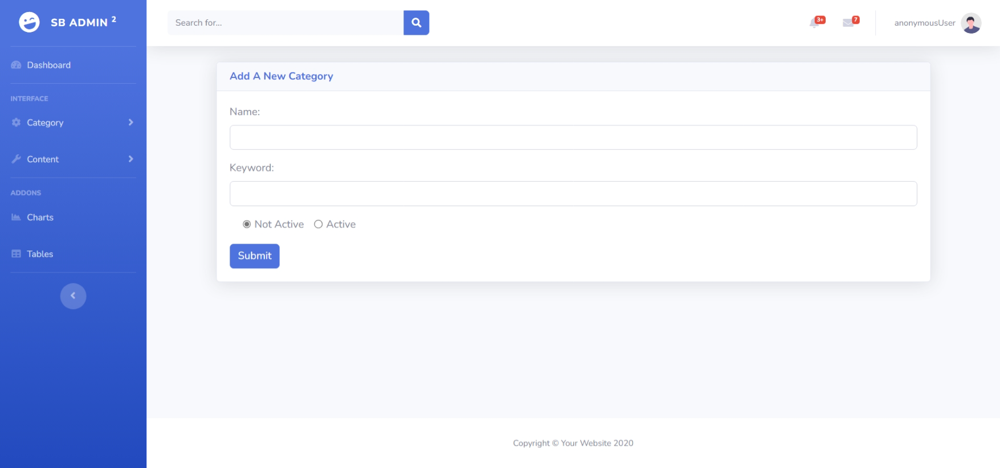 SB ADMIN 2
Dashboard
INTERFACE
Category
Content
ADDONS
Charts
Tables
Search for...
3+
7
anonymousUser
Add A New Category
Name:
Keyword:
Not Active Active
Submit
Copyright © Your Website 2020